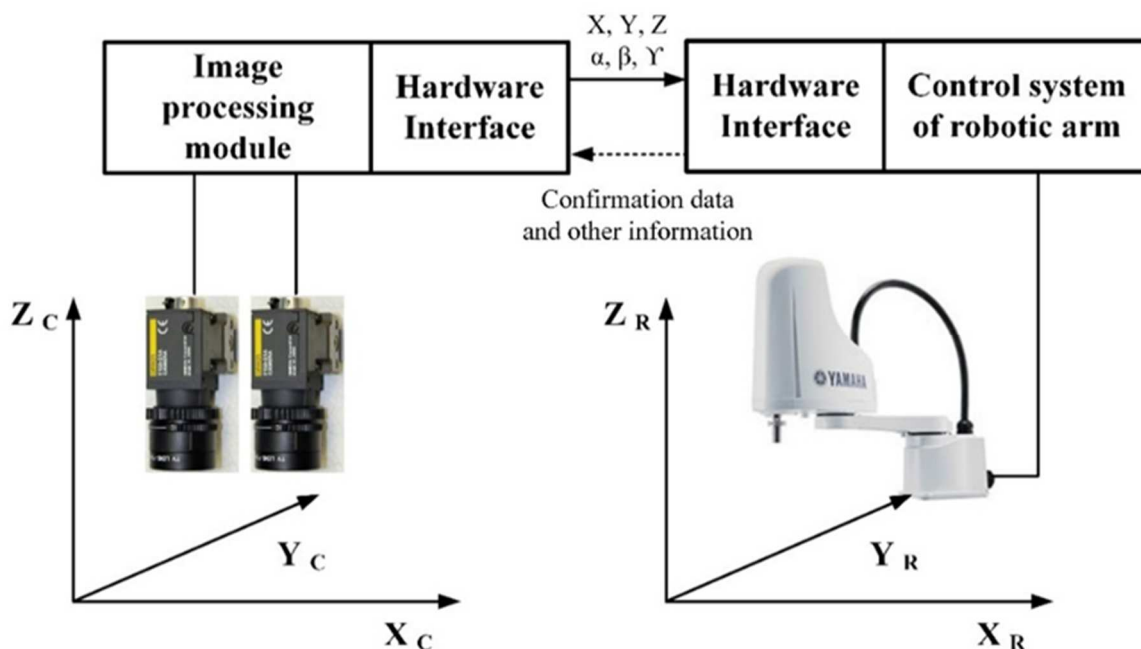 X, Y, Z
α, β, ϒ
Image
processing
module
Hardware
Interface
Hardware
Interface
Control system
of robotic arm
Confirmation data
and other information
Z C
Y C
X C
Z R
YAMAHA
Y R
X R